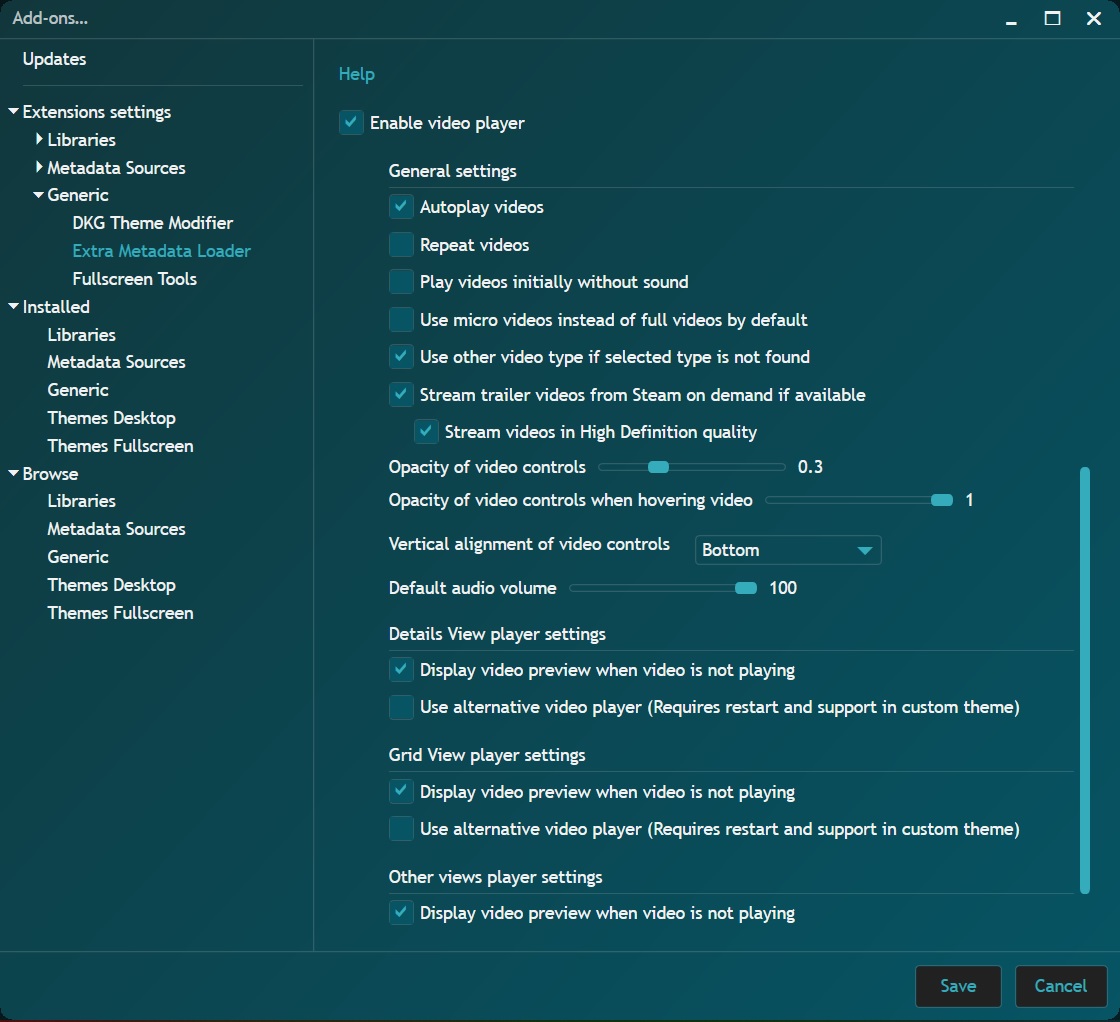 Add-ons...
Updates
Extensions settings
Libraries
Metadata Sources
Generic
DKG Theme Modifier
Extra Metadata Loader
Fullscreen Tools
Installed
Libraries
Metadata Sources
Generic
Themes Desktop
Themes Fullscreen
Browse
Libraries
Metadata Sources
Generic
Themes Desktop
Themes Fullscreen
Help
Enable video player
General settings
Autoplay videos
Repeat videos
Play videos initially without sound
Use micro videos instead of full videos by default
Use other video type if selected type is not found
Stream trailer videos from Steam on demand if available
Stream videos in High Definition quality
Opacity of video controls 0.3
Opacity of video controls when hovering video 1
Vertical alignment of video controls Bottom
Default audio volume 100
Details View player settings
Display video preview when video is not playing
Use alternative video player (Requires restart and support in custom theme)
Grid View player settings
Display video preview when video is not playing
Use alternative video player (Requires restart and support in custom theme)
Other views player settings
Display video preview when video is not playing
Save Cancel